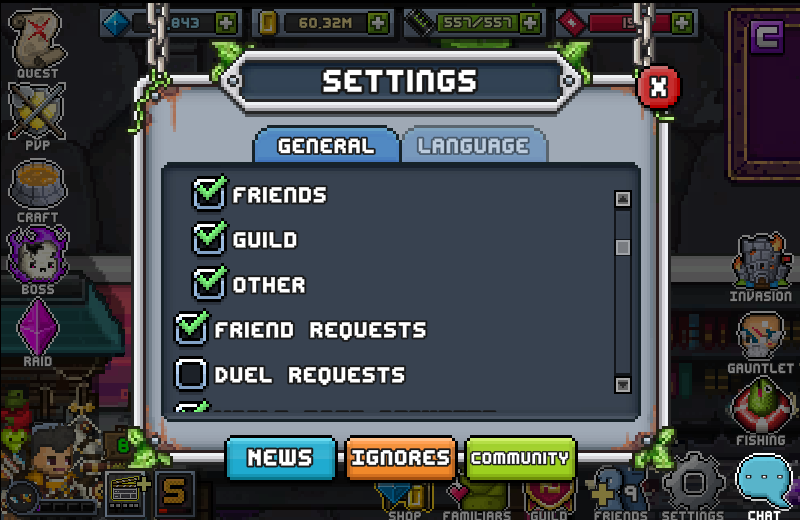 ,843
60,32M
557/557
SETTINGS
X
C
QUEST
PVP
CRAFT
BOSS
RAID
GENERAL
LANGUAGE
FRIENDS
GUILD
OTHER
FRIEND REQUESTS
DUEL REQUESTS
INVASION
GAUNTLET
FISHING
NEWS
IGNORES
COMMUNITY
S
9
SHOP
FAMILIARS
GUILD
FRIENDS
SETTINGS
CHAT